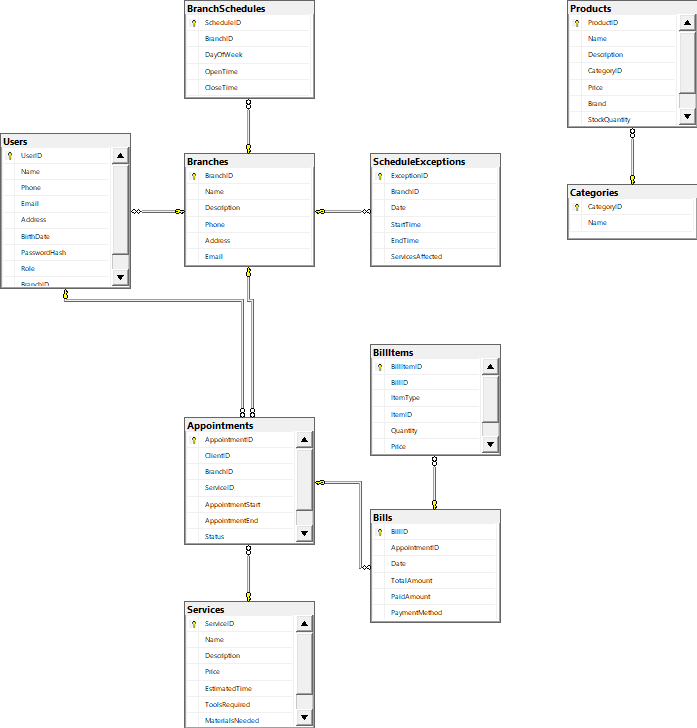 BranchSchedules
ScheduleID
BranchID
DayOfWeek
OpenTime
CloseTime
Products
ProductID
Name
Description
CategoryID
Price
Brand
StockQuantity
Users
UserID
Name
Phone
Email
Address
BirthDate
PasswordHash
Role
BranchID
Branches
BranchID
Name
Description
Phone
Address
Email
ScheduleExceptions
ExceptionID
BranchID
Date
StartTime
EndTime
ServicesAffected
Categories
CategoryID
Name
BillItems
BillItemID
BillID
ItemType
ItemID
Quantity
Price
Appointments
AppointmentID
ClientID
BranchID
ServiceID
AppointmentStart
AppointmentEnd
Status
Bills
BillID
AppointmentID
Date
TotalAmount
PaidAmount
PaymentMethod
Services
ServiceID
Name
Description
Price
EstimatedTime
ToolsRequired
MaterialsNeeded